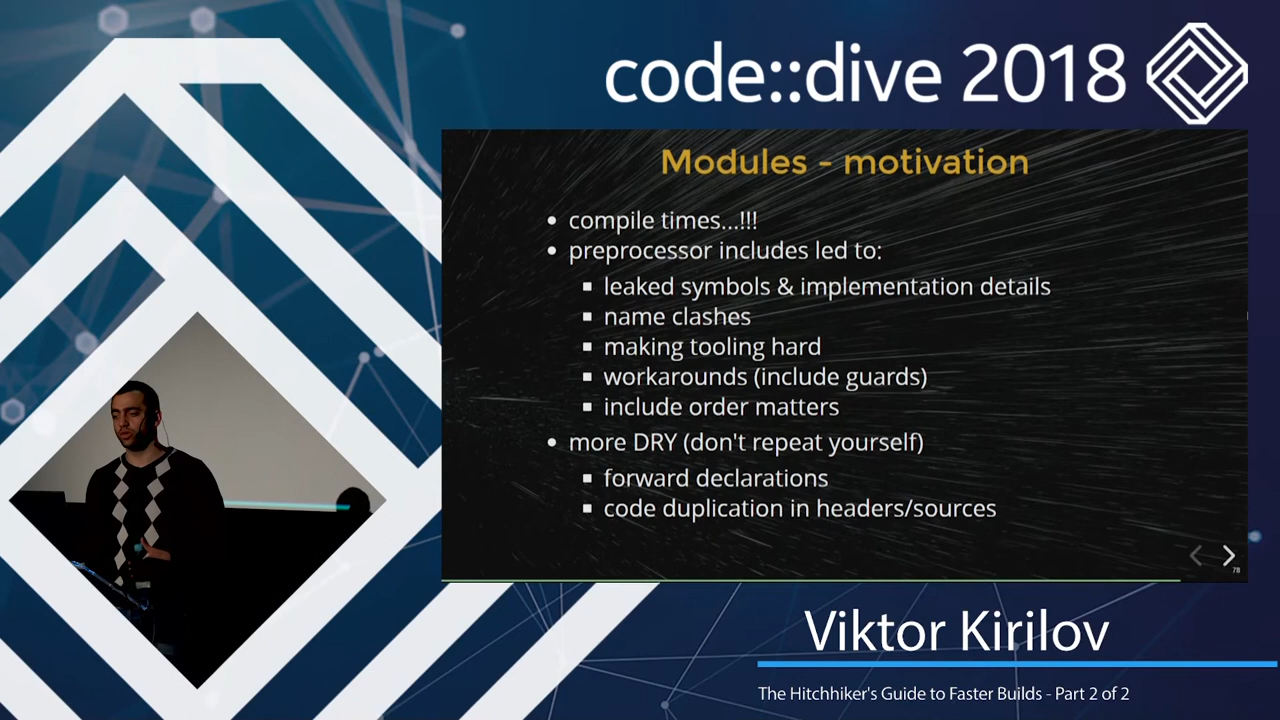 code::dive 2018
Modules - motivation
• compile times...!!!
• preprocessor includes led to:
▪ leaked symbols & implementation details
▪ name clashes
▪ making tooling hard
▪ workarounds (include guards)
▪ include order matters
• more DRY (don't repeat yourself)
▪ forward declarations
▪ code duplication in headers/sources
78
Viktor Kirilov
The Hitchhiker's Guide to Faster Builds - Part 2 of 2